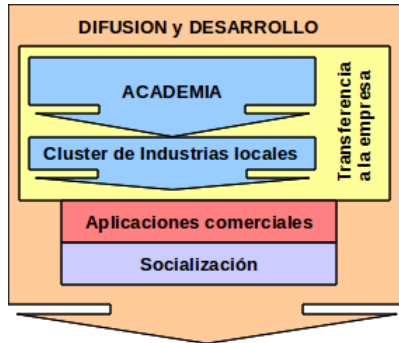 DIFUSION y DESARROLLO
ACADEMIA
Cluster de Industrias locales
Transferencia
a la empresa
Aplicaciones comerciales
Socialización